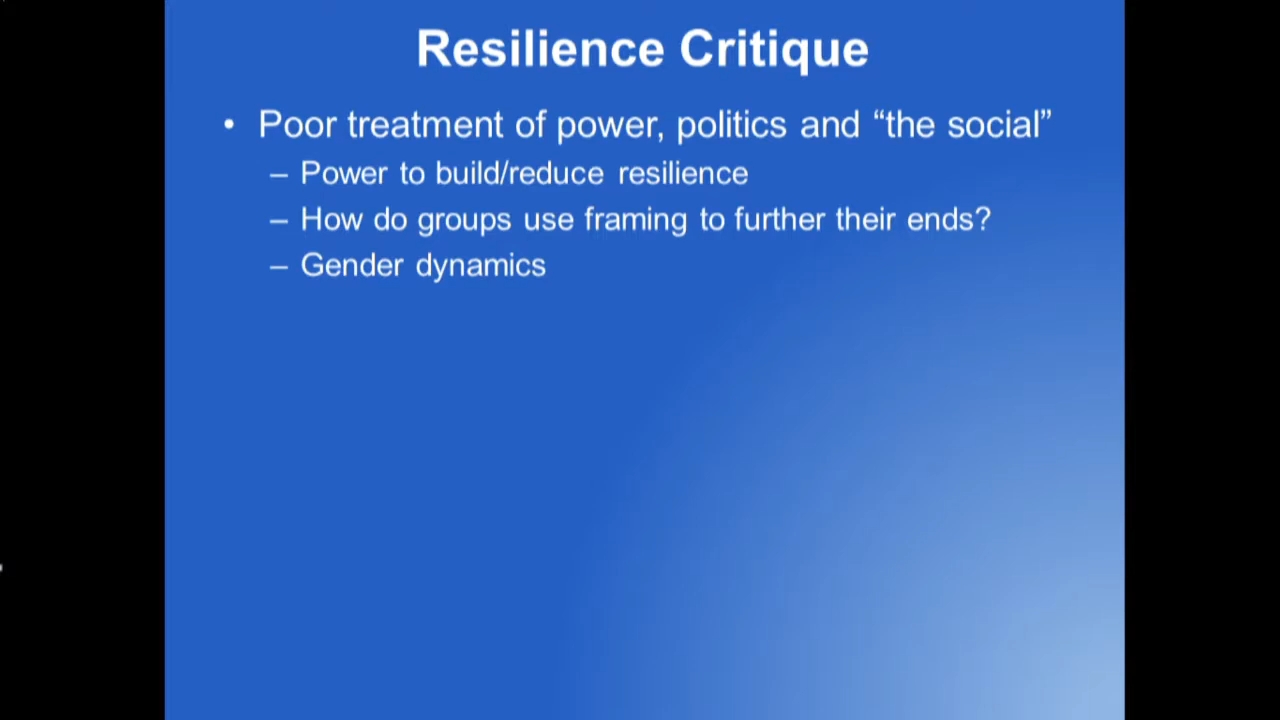 Resilience Critique
• Poor treatment of power, politics and “the social”
– Power to build/reduce resilience
– How do groups use framing to further their ends?
– Gender dynamics